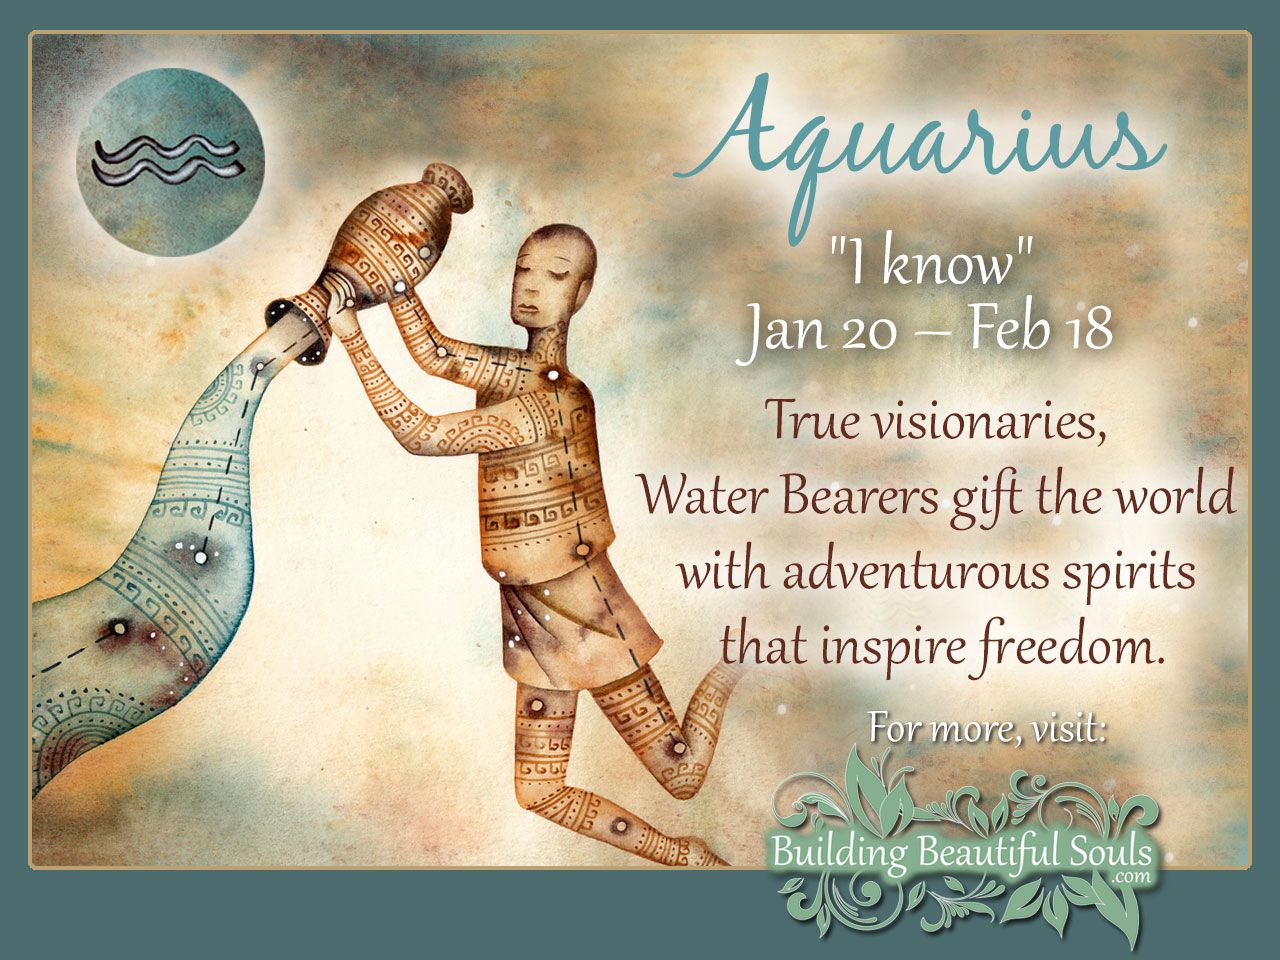 Aquarius
"I know"
Jan 20 – Feb 18
True visionaries,
Water Bearers gift the world
with adventurous spirits
that inspire freedom.
For more, visit:
Building Beautiful Souls
.com